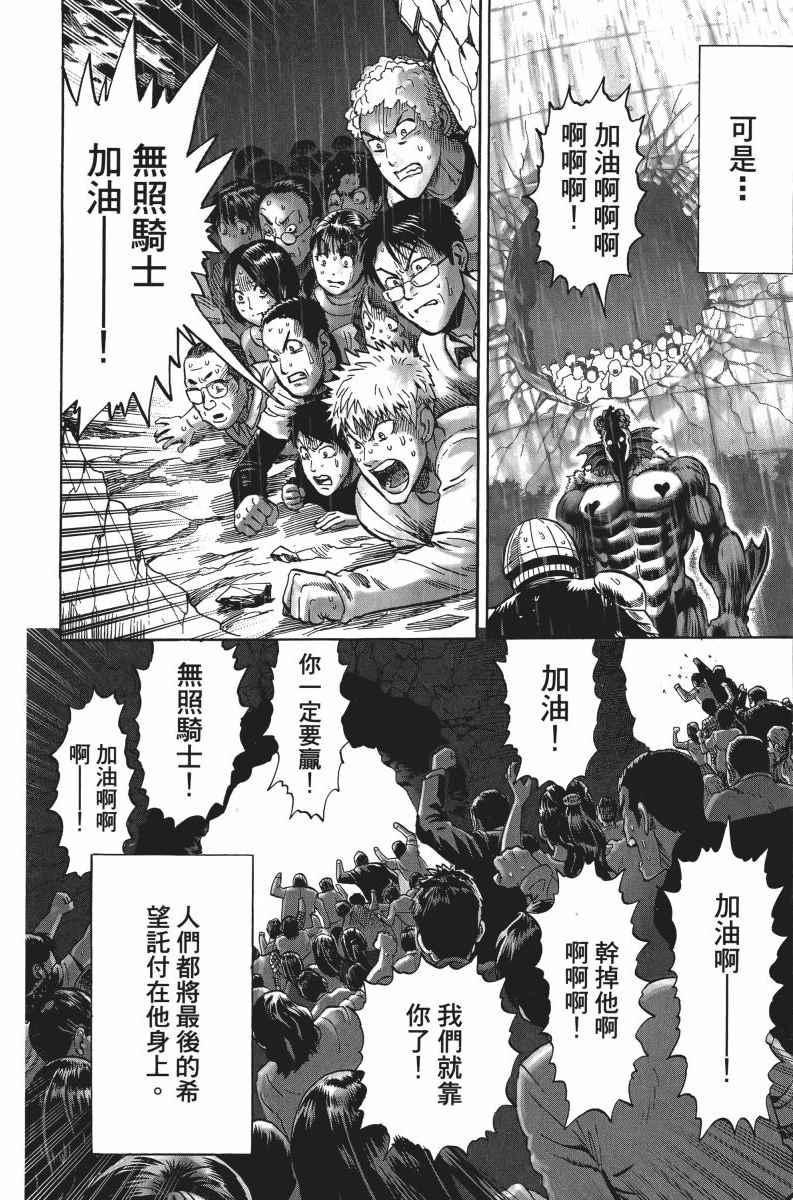 可是…
加油啊啊啊
啊啊啊！
無照騎士
加油——！
加油！
你一定要贏！
無照騎士！
加油啊啊
啊——！
加油啊——！
幹掉他啊
啊啊啊！
我們就靠
你了！
人們都將最後的希
望託付在他身上。